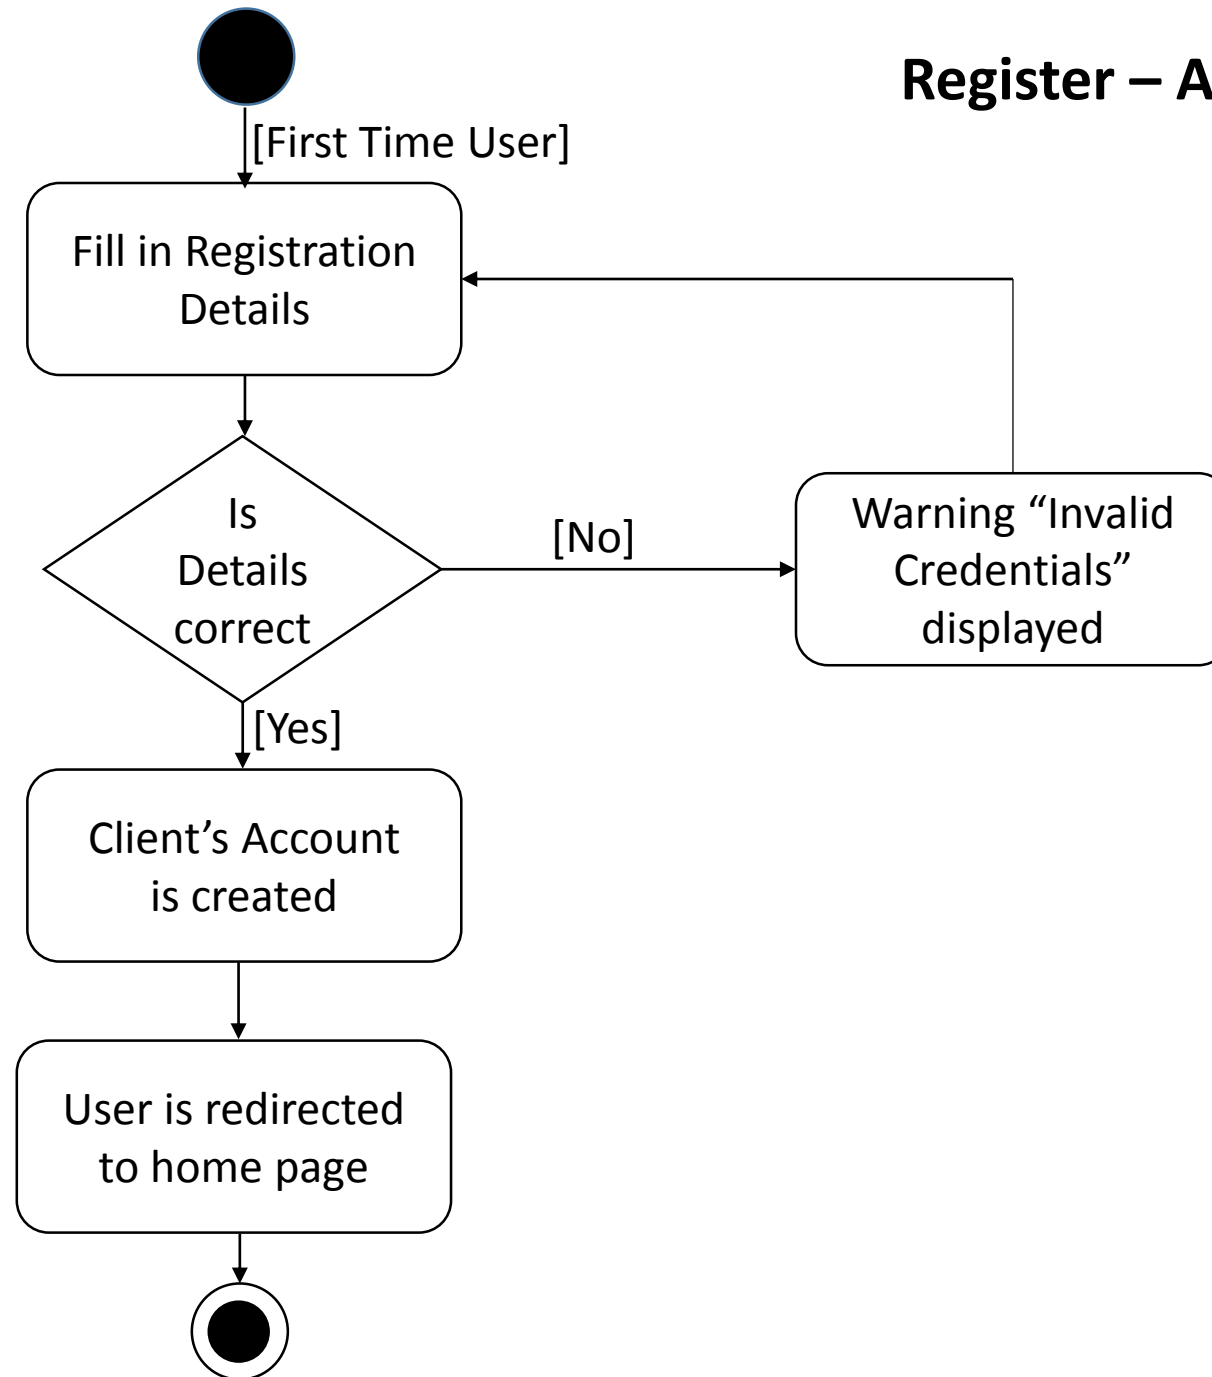 Register – A
[First Time User]
Fill in Registration
Details
Is
Details
correct
[No]
Warning “Invalid
Credentials”
displayed
[Yes]
Client’s Account
is created
User is redirected
to home page